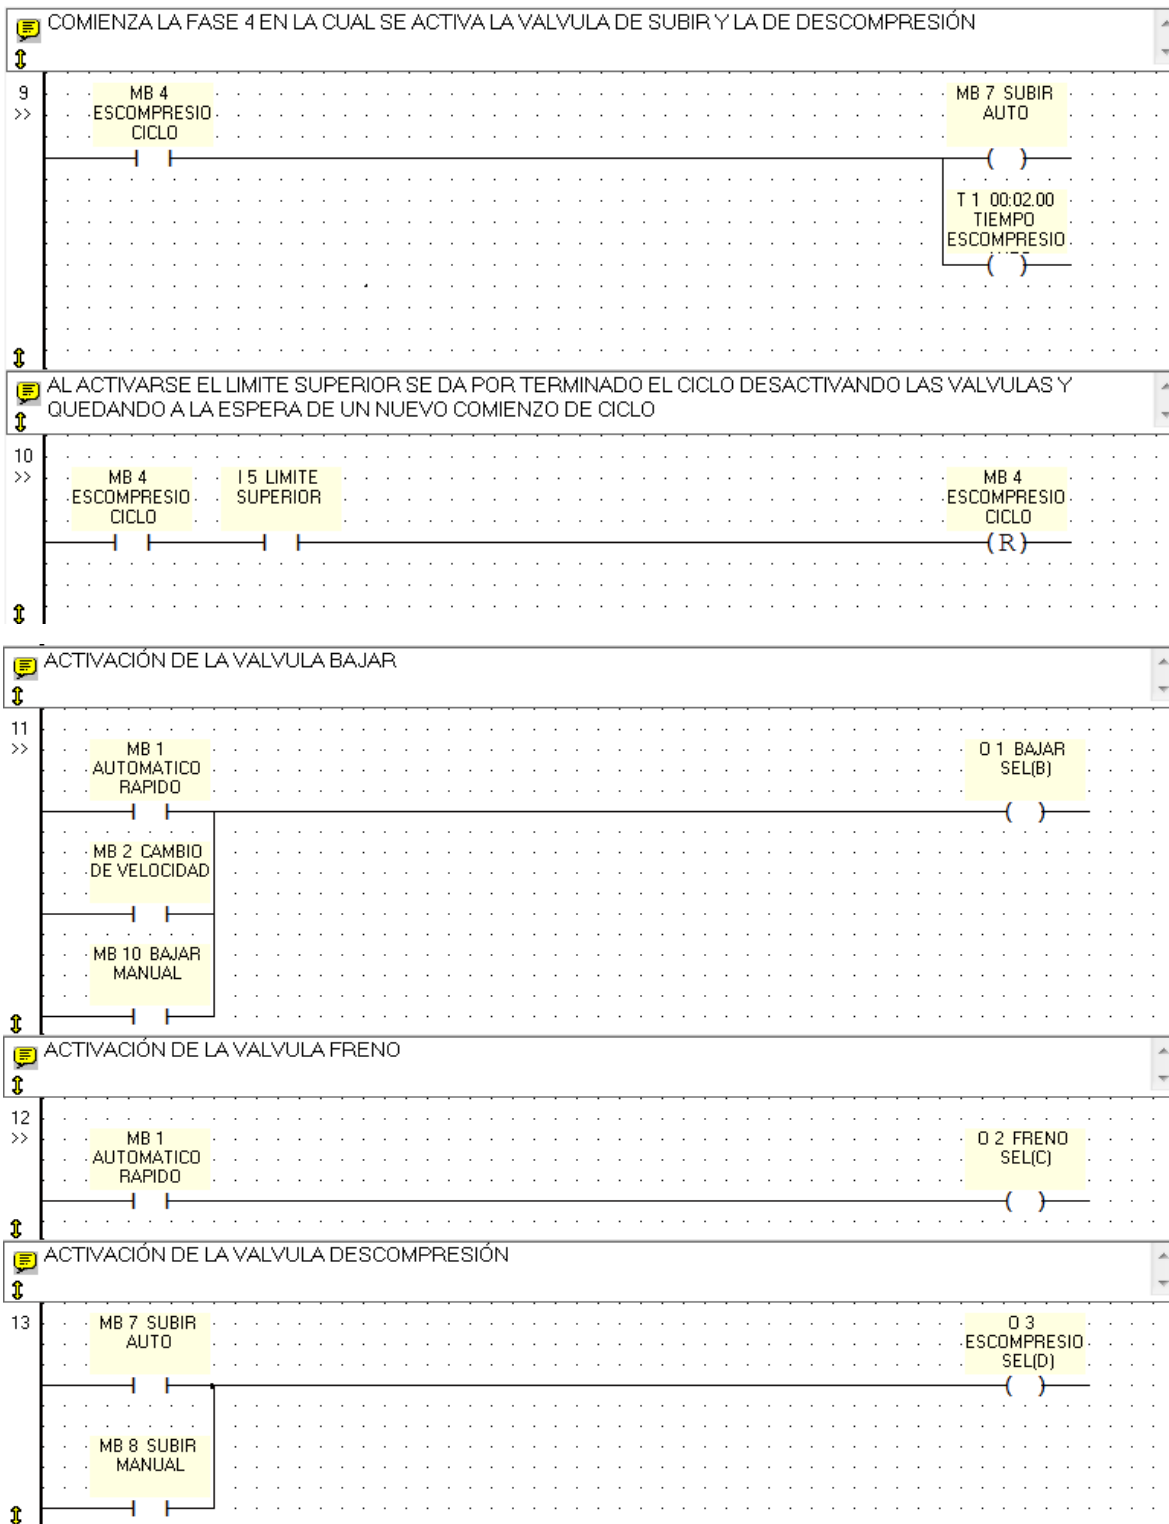 COMIENZA LA FASE 4 EN LA CUAL SE ACTIVA LA VALVULA DE SUBIR Y LA DE DESCOMPRESIÓN
9
>>
MB 4
ESCOMPRESIO
CICLO
MB 7 SUBIR
AUTO
( )
T 1 00:02.00
TIEMPO
ESCOMPRESIO
( )
AL ACTIVARSE EL LIMITE SUPERIOR SE DA POR TERMINADO EL CICLO DESACTIVANDO LAS VALVULAS Y
QUEDANDO A LA ESPERA DE UN NUEVO COMIENZO DE CICLO
10
>>
MB 4
ESCOMPRESIO
CICLO
I 5 LIMITE
SUPERIOR
MB 4
ESCOMPRESIO
CICLO
(R)
ACTIVACIÓN DE LA VALVULA BAJAR
11
>>
MB 1
AUTOMATICO
RAPIDO
O 1 BAJAR
SEL(B)
( )
MB 2 CAMBIO
DE VELOCIDAD
MB 10 BAJAR
MANUAL
ACTIVACIÓN DE LA VALVULA FRENO
12
>>
MB 1
AUTOMATICO
RAPIDO
O 2 FRENO
SEL(C)
( )
ACTIVACIÓN DE LA VALVULA DESCOMPRESIÓN
13
MB 7 SUBIR
AUTO
O 3
ESCOMPRESIO
SEL(D)
( )
MB 8 SUBIR
MANUAL